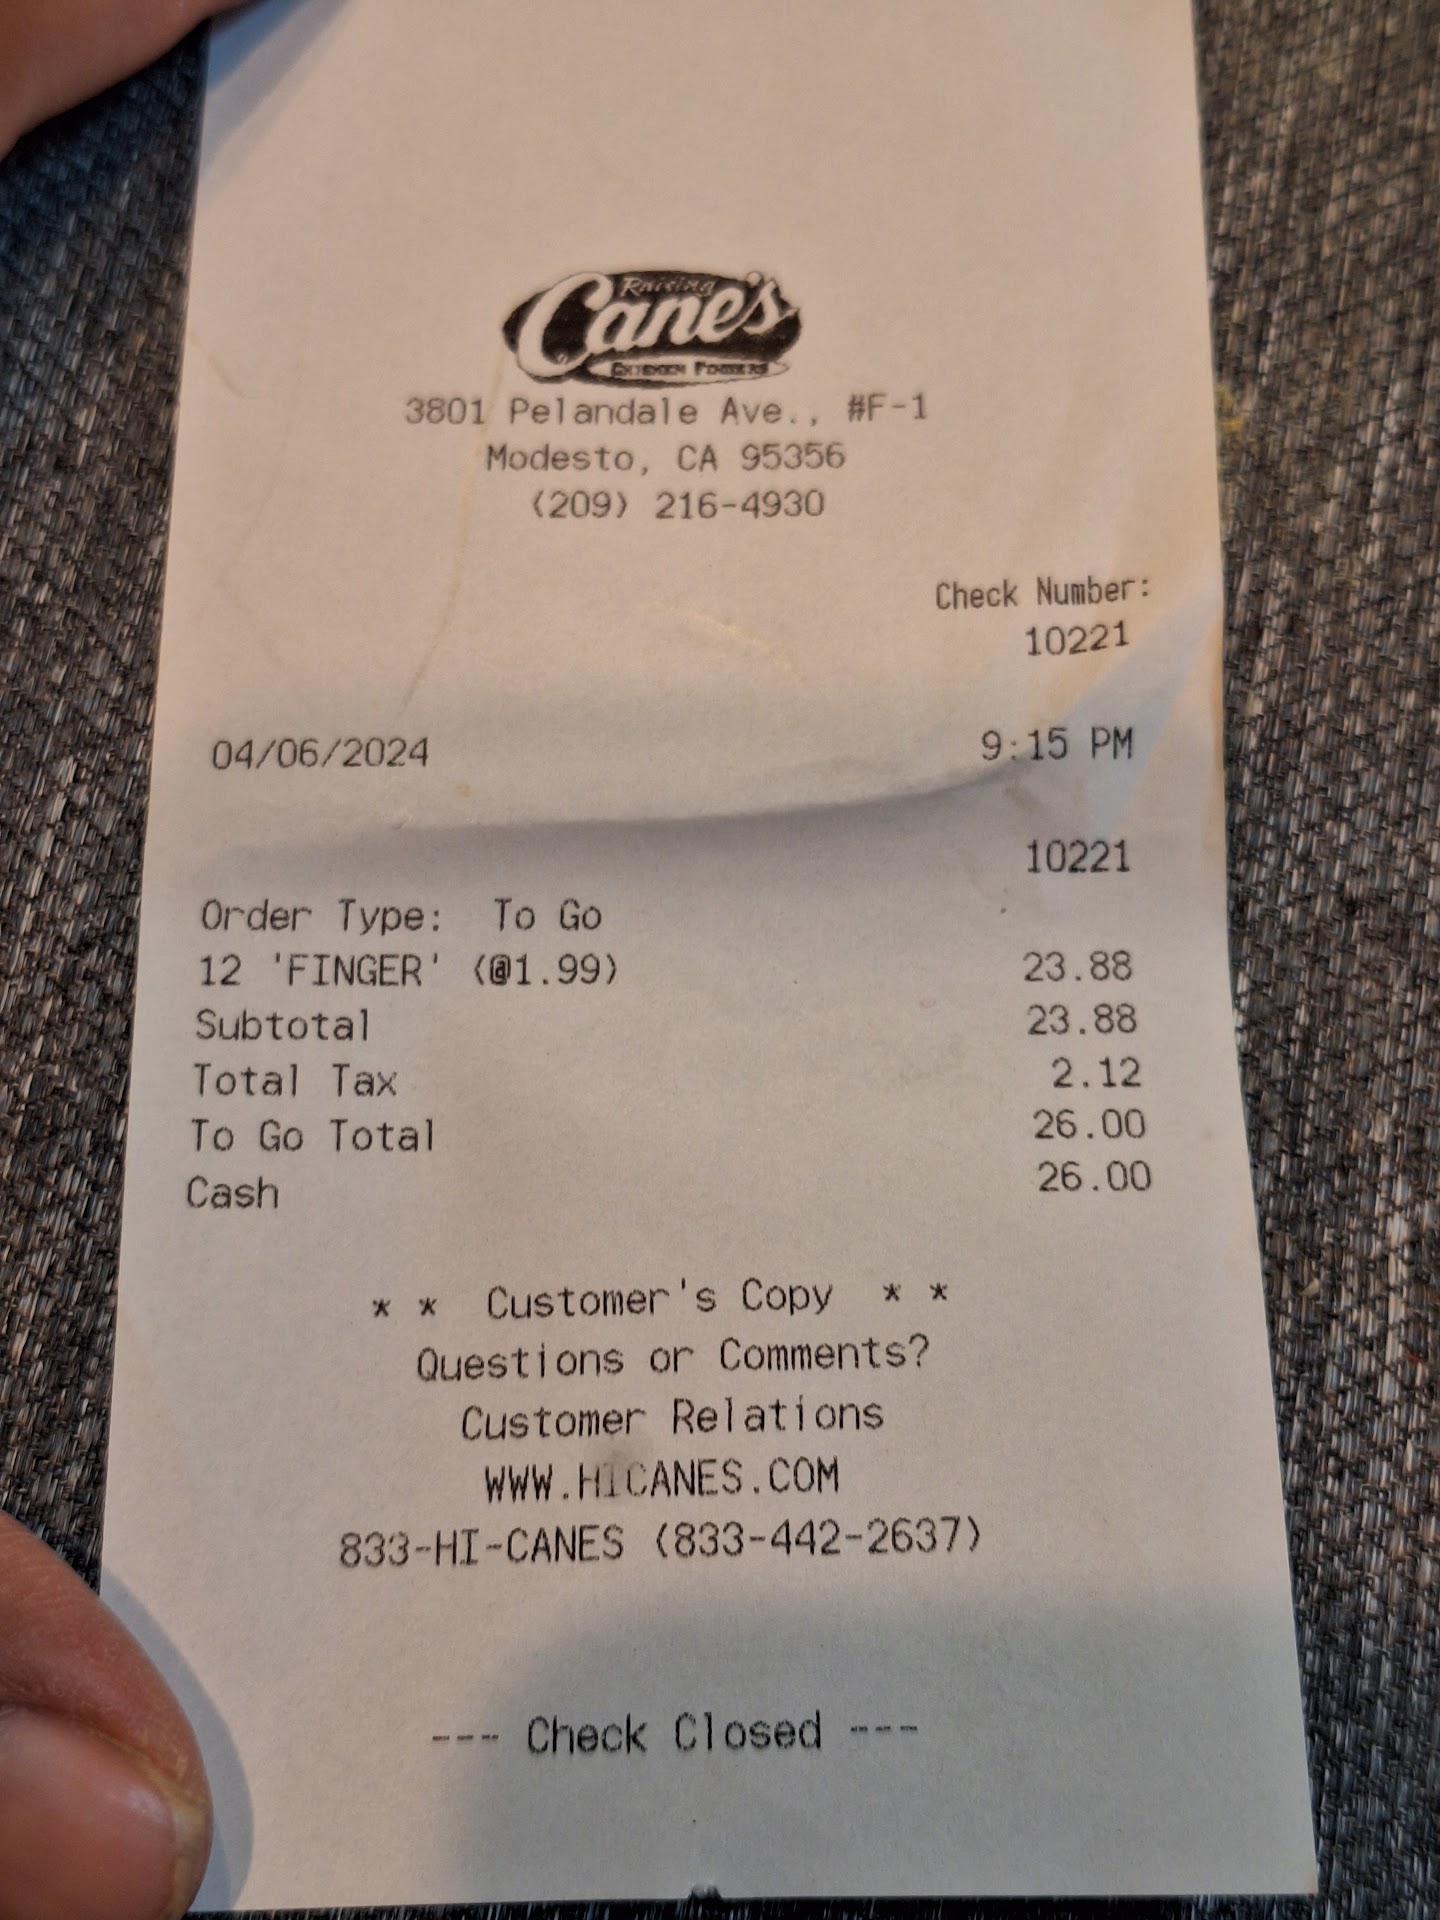 Raising
Cane's
CHICKEN FINGERS
3801 Pelandale Ave., #F-1
Modesto, CA 95356
(209) 216-4930
Check Number:
10221
04/06/2024 9:15 PM
10221
Order Type: To Go
12 'FINGER' (@1.99) 23.88
Subtotal 23.88
Total Tax 2.12
To Go Total 26.00
Cash 26.00
* * Customer's Copy * *
Questions or Comments?
Customer Relations
WWW.HICANES.COM
833-HI-CANES (833-442-2637)
--- Check Closed ---